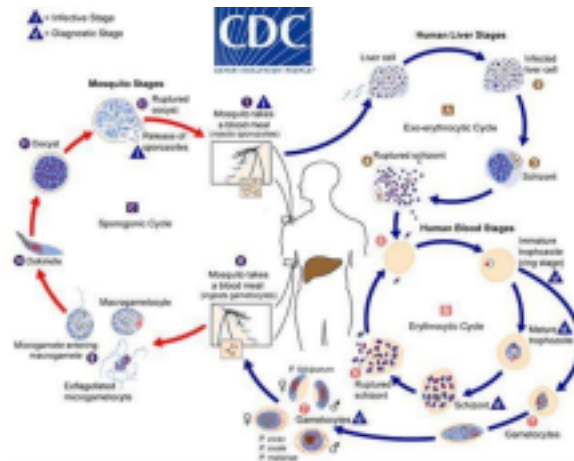 = Infective Stage
= Diagnostic Stage
CDC
Mosquito Stages
Ruptured
oocyst
Release of
sporozoites
Oocyst
Sporogonic Cycle
Ookinete
Macrogametocyte
Microgamete entering
macrogamete
Exflagellated
microgametocyte
Mosquito takes
a blood meal
(injects sporozoites)
Mosquito takes
a blood meal
(ingests gametocytes)
Human Liver Stages
Liver cell
Infected
liver cell
Exo-erythrocytic Cycle
Ruptured schizont
Schizont
Human Blood Stages
Immature
trophozoite
(ring stage)
Mature
trophozoite
Erythrocytic Cycle
Ruptured
schizont
Schizont
Gametocytes
P. falciparum
Gametocytes
P. vivax
P. ovale
P. malariae